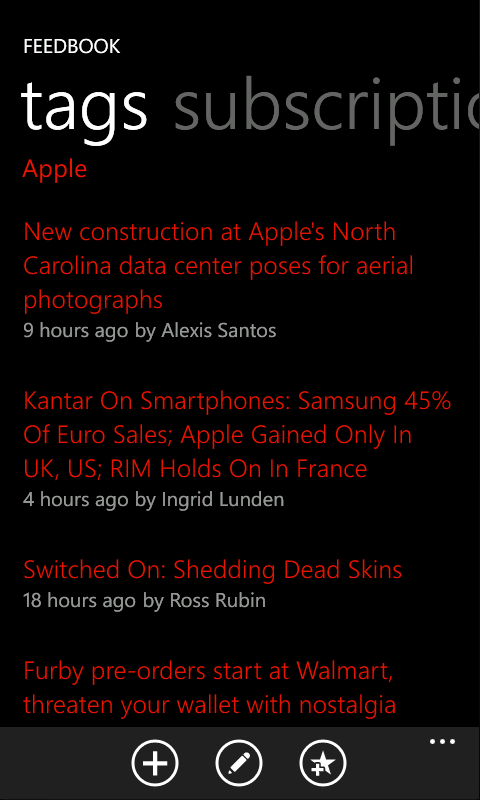 FEEDBOOK
tags subscriptio
Apple
New construction at Apple's North
Carolina data center poses for aerial
photographs
9 hours ago by Alexis Santos
Kantar On Smartphones: Samsung 45%
Of Euro Sales; Apple Gained Only In
UK, US; RIM Holds On In France
4 hours ago by Ingrid Lunden
Switched On: Shedding Dead Skins
18 hours ago by Ross Rubin
Furby pre-orders start at Walmart,
threaten your wallet with nostalgia